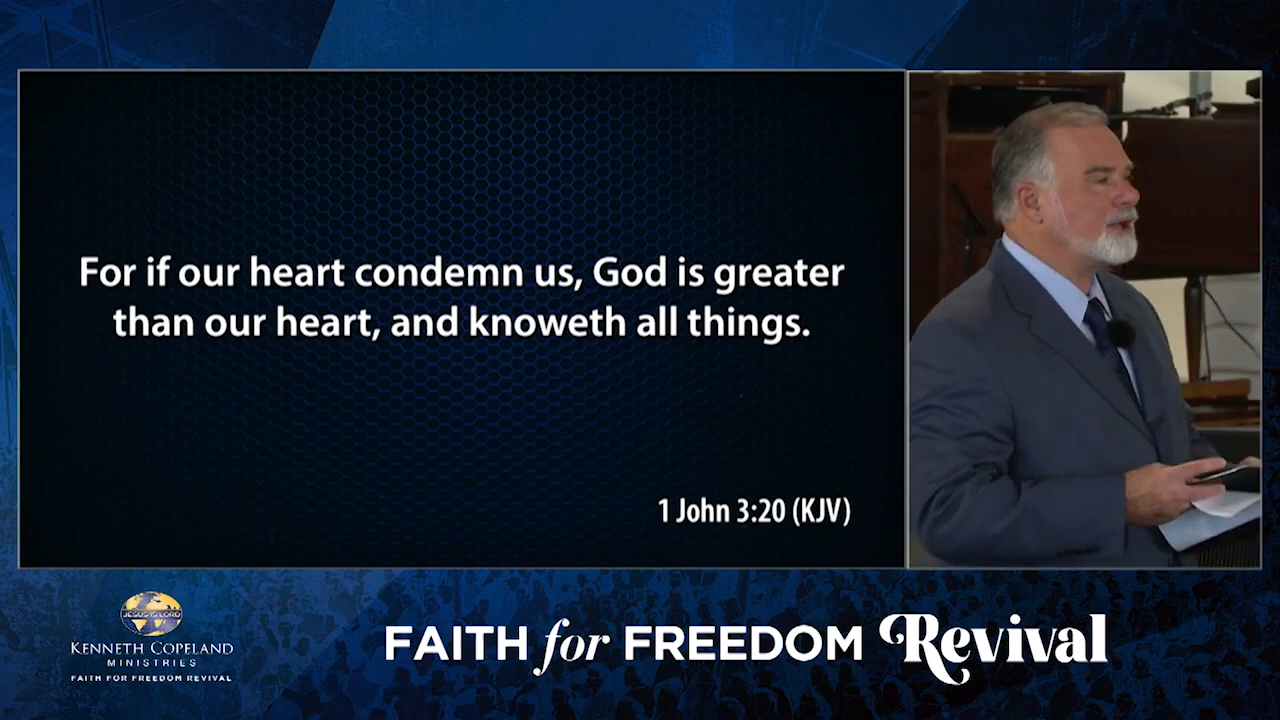 For if our heart condemn us, God is greater
than our heart, and knoweth all things.
1 John 3:20 (KJV)
JESUS IS LORD
KENNETH COPELAND
MINISTRIES
FAITH FOR FREEDOM REVIVAL
FAITH for FREEDOM Revival